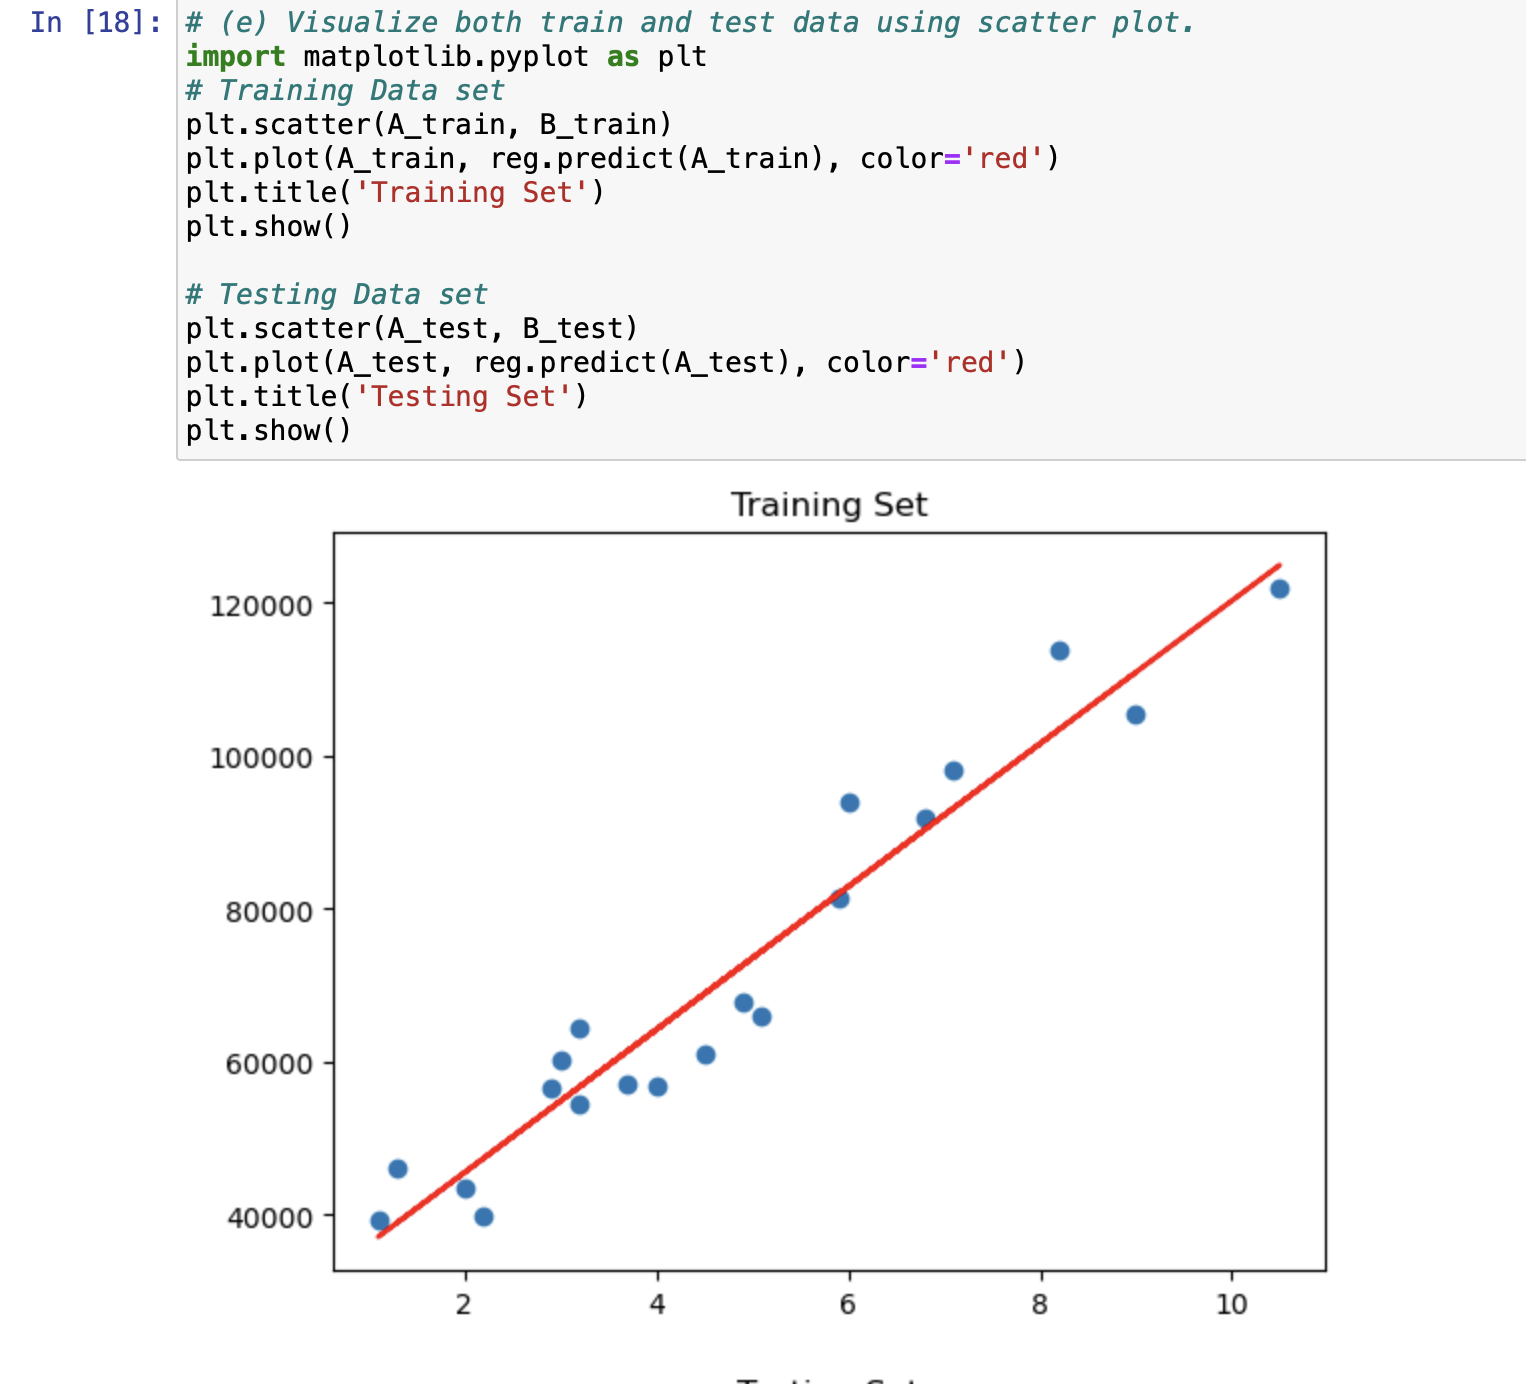 In [18]: # (e) Visualize both train and test data using scatter plot.
import matplotlib.pyplot as plt
# Training Data set
plt.scatter(A_train, B_train)
plt.plot(A_train, reg.predict(A_train), color='red')
plt.title('Training Set')
plt.show()
# Testing Data set
plt.scatter(A_test, B_test)
plt.plot(A_test, reg.predict(A_test), color='red')
plt.title('Testing Set')
plt.show()
Training Set
120000
100000
80000
60000
40000
2 4 6 8 10